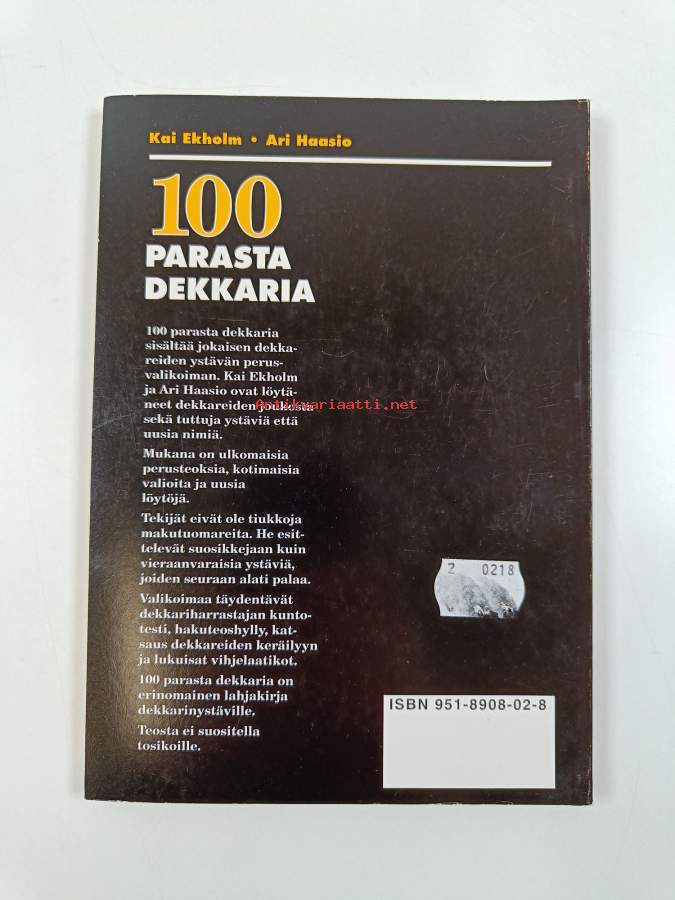 Kai Ekholm • Ari Haasio
100
PARASTA
DEKKARIA
100 parasta dekkaria
sisältää jokaisen dekka-
reiden ystävän perus-
valikoiman. Kai Ekholm
ja Ari Haasio ovat löytä-
neet dekkareiden joukosta
Antikvariaatti.net
sekä tuttuja ystäviä että
uusia nimiä.
Mukana on ulkomaisia
perusteoksia, kotimaisia
valioita ja uusia
löytöjä.
Tekijät eivät ole tiukkoja
makutuomareita. He esit-
televät suosikkejaan kuin
vieraanvaraisia ystäviä,
joiden seuraan alati palaa.
Valikoimaa täydentävät
dekkariharrastajan kunto-
testi, hakuteoshylly, kat-
saus dekkareiden keräilyyn
ja lukuisat vihjelaatikot.
100 parasta dekkaria on
erinomainen lahjakirja
dekkarinystäville.
Teosta ei suositella
tosikoille.
2 0218
ISBN 951-8908-02-8